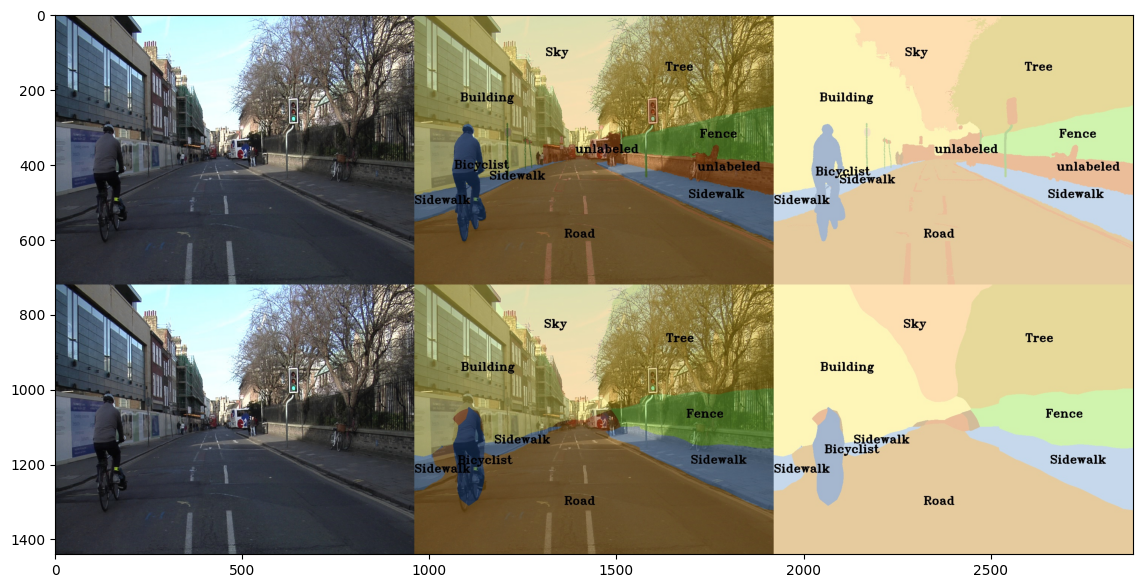 0
200
400
600
800
1000
1200
1400
0
500
1000
1500
2000
2500
Sky
Tree
Building
Fence
unlabeled
unlabeled
Bicyclist
Sidewalk
Sidewalk
Sidewalk
Road
Sky
Tree
Building
Fence
unlabeled
unlabeled
Bicyclist
Sidewalk
Sidewalk
Sidewalk
Road
Sky
Tree
Building
Fence
Sidewalk
Bicyclist
Sidewalk
Sidewalk
Road
Sky
Tree
Building
Fence
Sidewalk
Bicyclist
Sidewalk
Sidewalk
Road